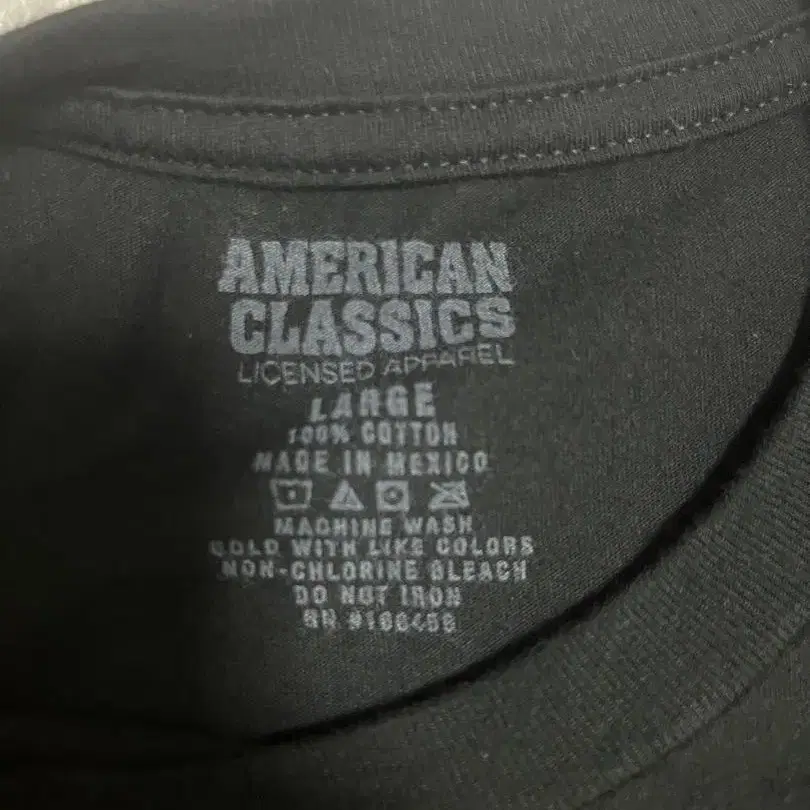 AMERICAN
CLASSICS
LICENSED APPAREL
LARGE
100% COTTON
MADE IN MEXICO
MACHINE WASH
COLD WITH LIKE COLORS
NON-CHLORINE BLEACH
DO NOT IRON
RN